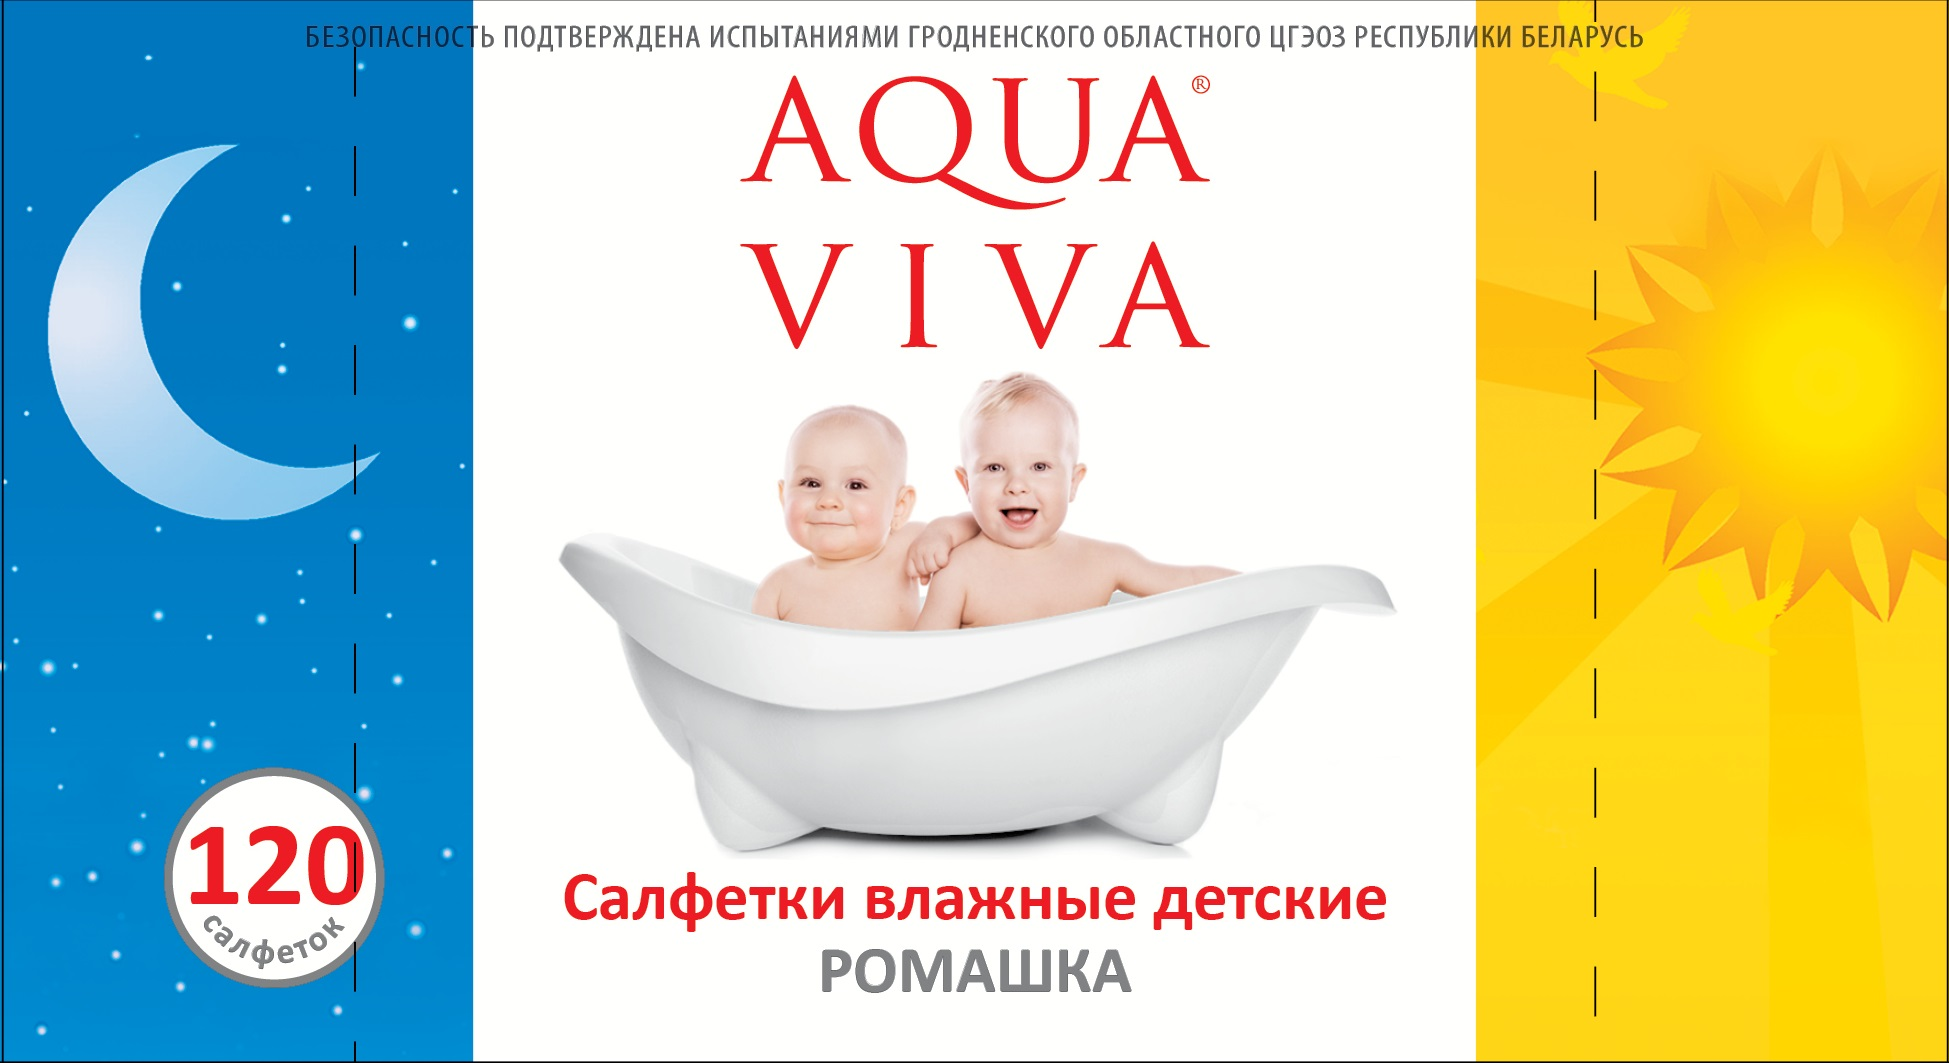 БЕЗОПАСНОСТЬ ПОДТВЕРЖДЕНА ИСПЫТАНИЯМИ ГРОДНЕНСКОГО ОБЛАСТНОГО ЦГЭОЗ РЕСПУБЛИКИ БЕЛАРУСЬ
AQUA®
VIVA
120
салфеток
Салфетки влажные детские
РОМАШКА